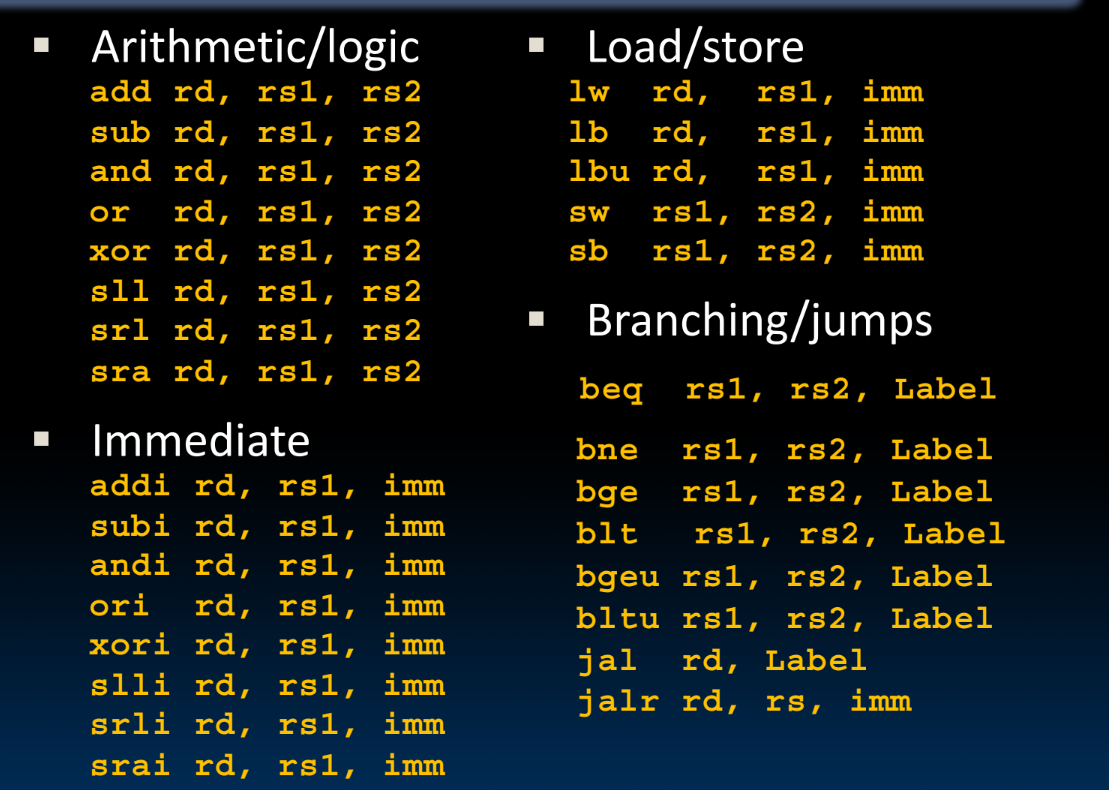 ▪ Arithmetic/logic
add rd, rs1, rs2
sub rd, rs1, rs2
and rd, rs1, rs2
or rd, rs1, rs2
xor rd, rs1, rs2
sll rd, rs1, rs2
srl rd, rs1, rs2
sra rd, rs1, rs2
▪ Immediate
addi rd, rs1, imm
subi rd, rs1, imm
andi rd, rs1, imm
ori rd, rs1, imm
xori rd, rs1, imm
slli rd, rs1, imm
srli rd, rs1, imm
srai rd, rs1, imm
▪ Load/store
lw rd, rs1, imm
lb rd, rs1, imm
lbu rd, rs1, imm
sw rs1, rs2, imm
sb rs1, rs2, imm
▪ Branching/jumps
beq rs1, rs2, Label
bne rs1, rs2, Label
bge rs1, rs2, Label
blt rs1, rs2, Label
bgeu rs1, rs2, Label
bltu rs1, rs2, Label
jal rd, Label
jalr rd, rs, imm